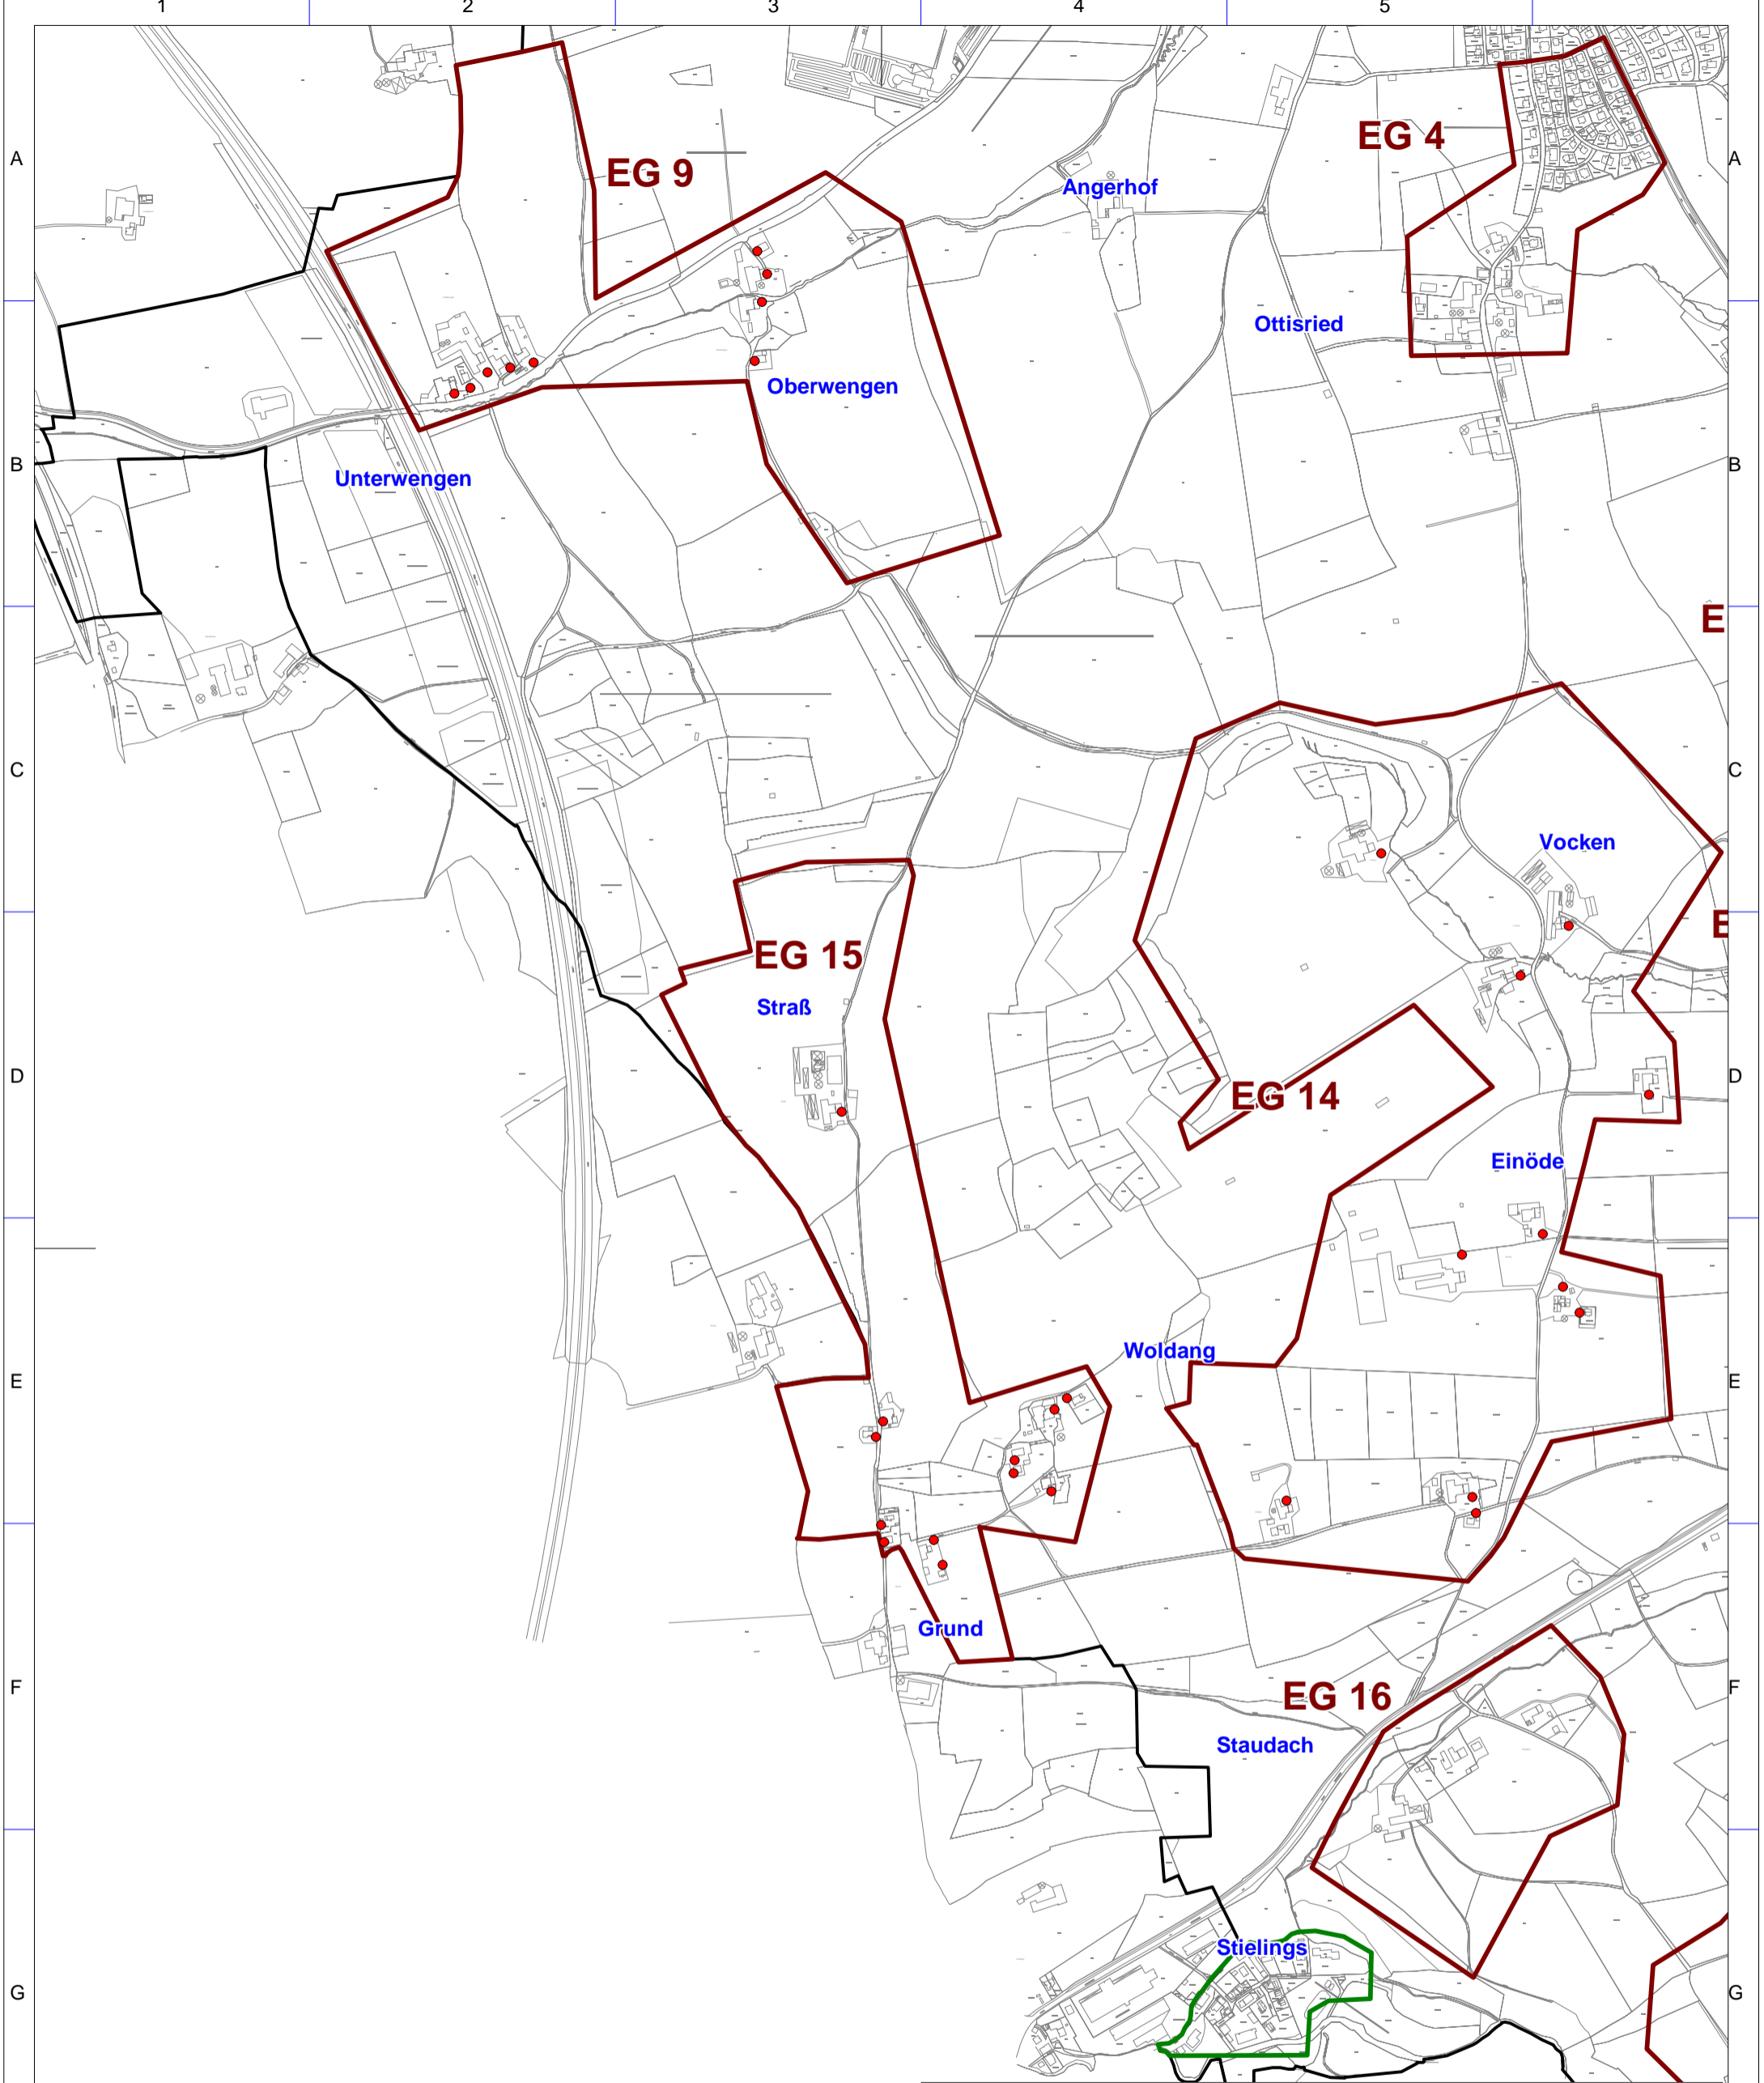 1 2 3 4 5
A A
EG 4
EG 9
Angerhof
Ottisried
Oberwengen
B B
Unterwengen
E
C C
Vocken
E
EG 15
Straß
D D
EG 14
Einöde
Woldang
E E
Grund
F F
EG 16
Staudach
Stielings
G G